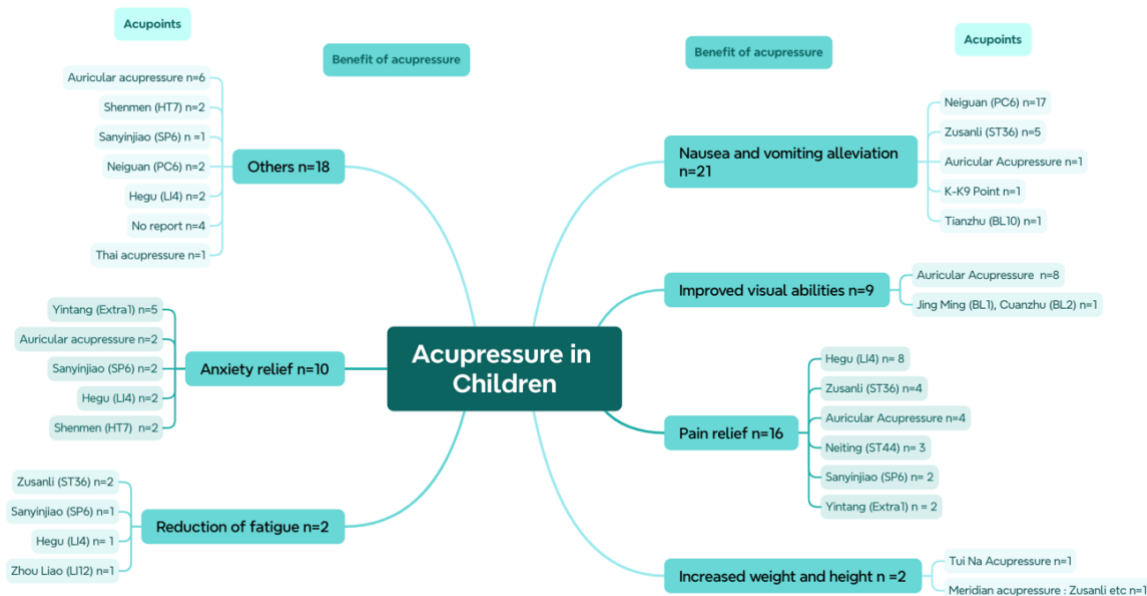 Acupoints
Benefit of acupressure
Auricular acupressure n=6
Shenmen (HT7) n=2
Sanyinjiao (SP6) n =1
Neiguan (PC6) n=2
Hegu (LI4) n=2
No report n=4
Thai acupressure n=1
Others n=18
Yintang (Extra1) n=5
Auricular acupressure n=2
Sanyinjiao (SP6) n=2
Hegu (LI4) n=2
Shenmen (HT7) n=2
Anxiety relief n=10
Zusanli (ST36) n=2
Sanyinjiao (SP6) n=1
Hegu (LI4) n= 1
Zhou Liao (LI12) n=1
Reduction of fatigue n=2
Acupressure in
Children
Benefit of acupressure
Acupoints
Nausea and vomiting alleviation
n=21
Neiguan (PC6) n=17
Zusanli (ST36) n=5
Auricular Acupressure n=1
K-K9 Point n=1
Tianzhu (BL10) n=1
Improved visual abilities n=9
Auricular Acupressure n=8
Jing Ming (BL1), Cuanzhu (BL2) n=1
Pain relief n=16
Hegu (LI4) n= 8
Zusanli (ST36) n=4
Auricular Acupressure n=4
Neiting (ST44) n= 3
Sanyinjiao (SP6) n= 2
Yintang (Extra1) n = 2
Increased weight and height n =2
Tui Na Acupressure n=1
Meridian acupressure : Zusanli etc n=1